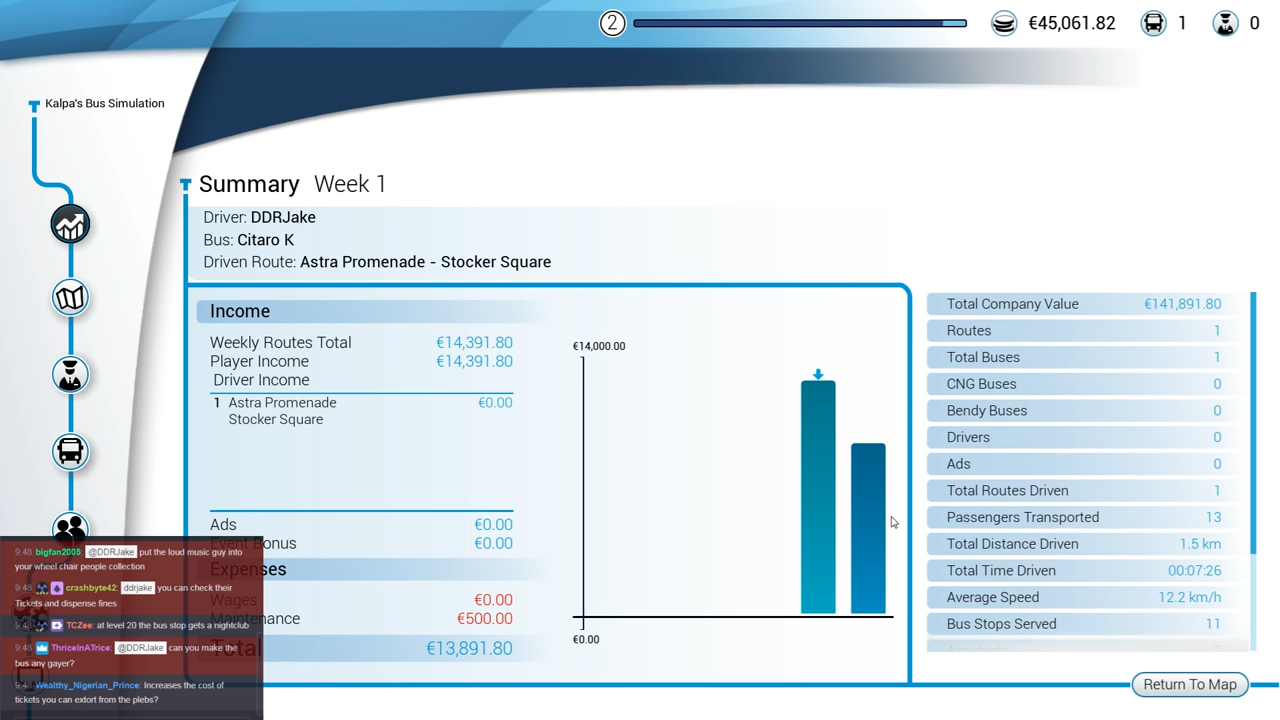 2
€45,061.82
1
0
Kalpa's Bus Simulation
Summary Week 1
Driver: DDRJake
Bus: Citaro K
Driven Route: Astra Promenade - Stocker Square
Income
Weekly Routes Total €14,391.80
Player Income €14,391.80
Driver Income
1 Astra Promenade €0.00
Stocker Square
Ads €0.00
Event Bonus €0.00
Expenses
Wages €0.00
Maintenance €500.00
Total €13,891.80
€14,000.00
€0.00
Total Company Value €141,891.80
Routes 1
Total Buses 1
CNG Buses 0
Bendy Buses 0
Drivers 0
Ads 0
Total Routes Driven 1
Passengers Transported 13
Total Distance Driven 1.5 km
Total Time Driven 00:07:26
Average Speed 12.2 km/h
Bus Stops Served 11
Return To Map
9:48 bigfan2005: @DDRJake put the loud music guy into
your wheel chair people collection
9:48 crashbyte42: ddrjake you can check their
Tickets and dispense fines
9:48 TCZee: at level 20 the bus stop gets a nightclub
9:48 ThriceInATrice: @DDRJake can you make the
bus any gayer?
9:48 Wealthy_Nigerian_Prince: Increases the cost of
tickets you can extort from the plebs?